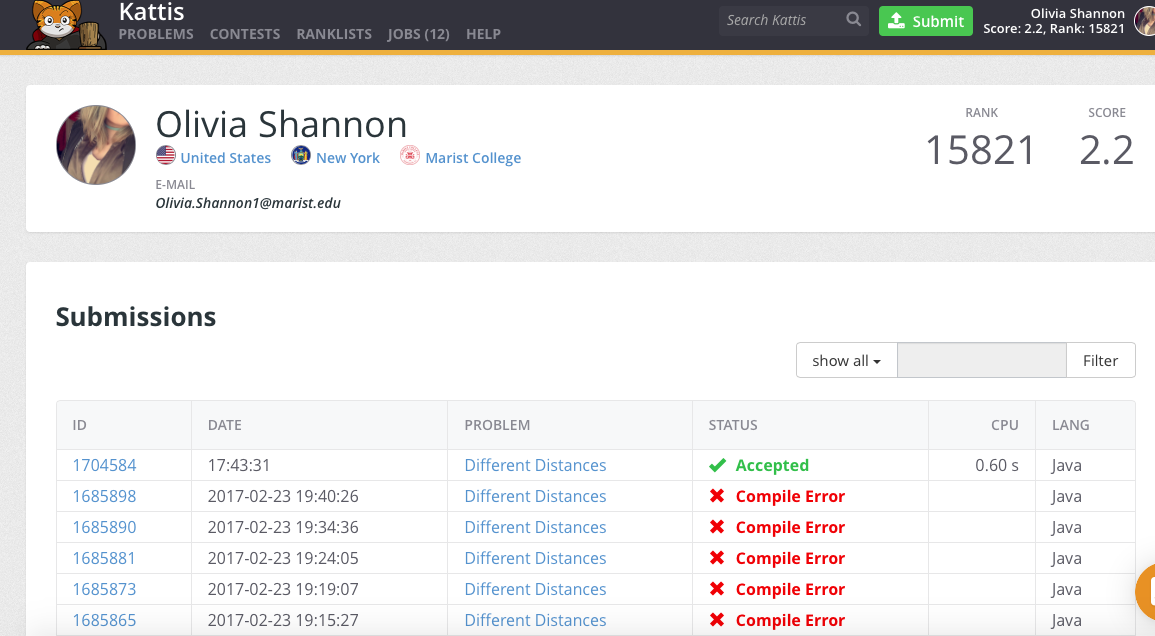 Kattis
PROBLEMS CONTESTS RANKLISTS JOBS (12) HELP
Search Kattis
Submit
Olivia Shannon
Score: 2.2, Rank: 15821
Olivia Shannon
United States New York Marist College
E-MAIL
Olivia.Shannon1@marist.edu
RANK SCORE
15821 2.2
Submissions
show all Filter
ID DATE PROBLEM STATUS CPU LANG
1704584 17:43:31 Different Distances Accepted 0.60 s Java
1685898 2017-02-23 19:40:26 Different Distances Compile Error Java
1685890 2017-02-23 19:34:36 Different Distances Compile Error Java
1685881 2017-02-23 19:24:05 Different Distances Compile Error Java
1685873 2017-02-23 19:19:07 Different Distances Compile Error Java
1685865 2017-02-23 19:15:27 Different Distances Compile Error Java